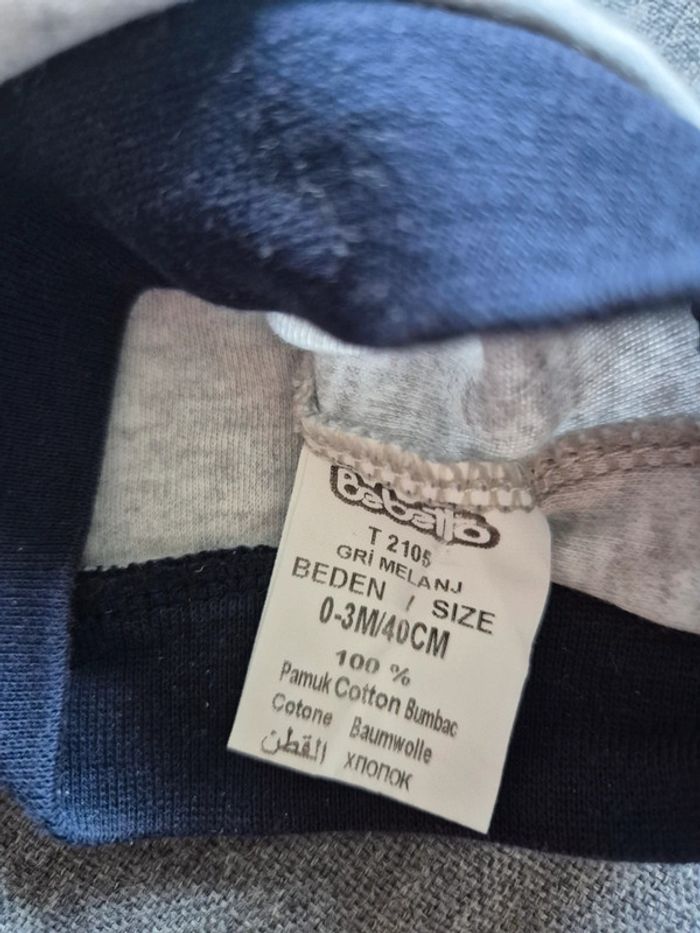 Bebetto
T 2105
GRİ MELANJ
BEDEN / SIZE
0-3M/40CM
100 %
Pamuk Cotton Bumbac
Cotone Baumwolle
القطن хлопок